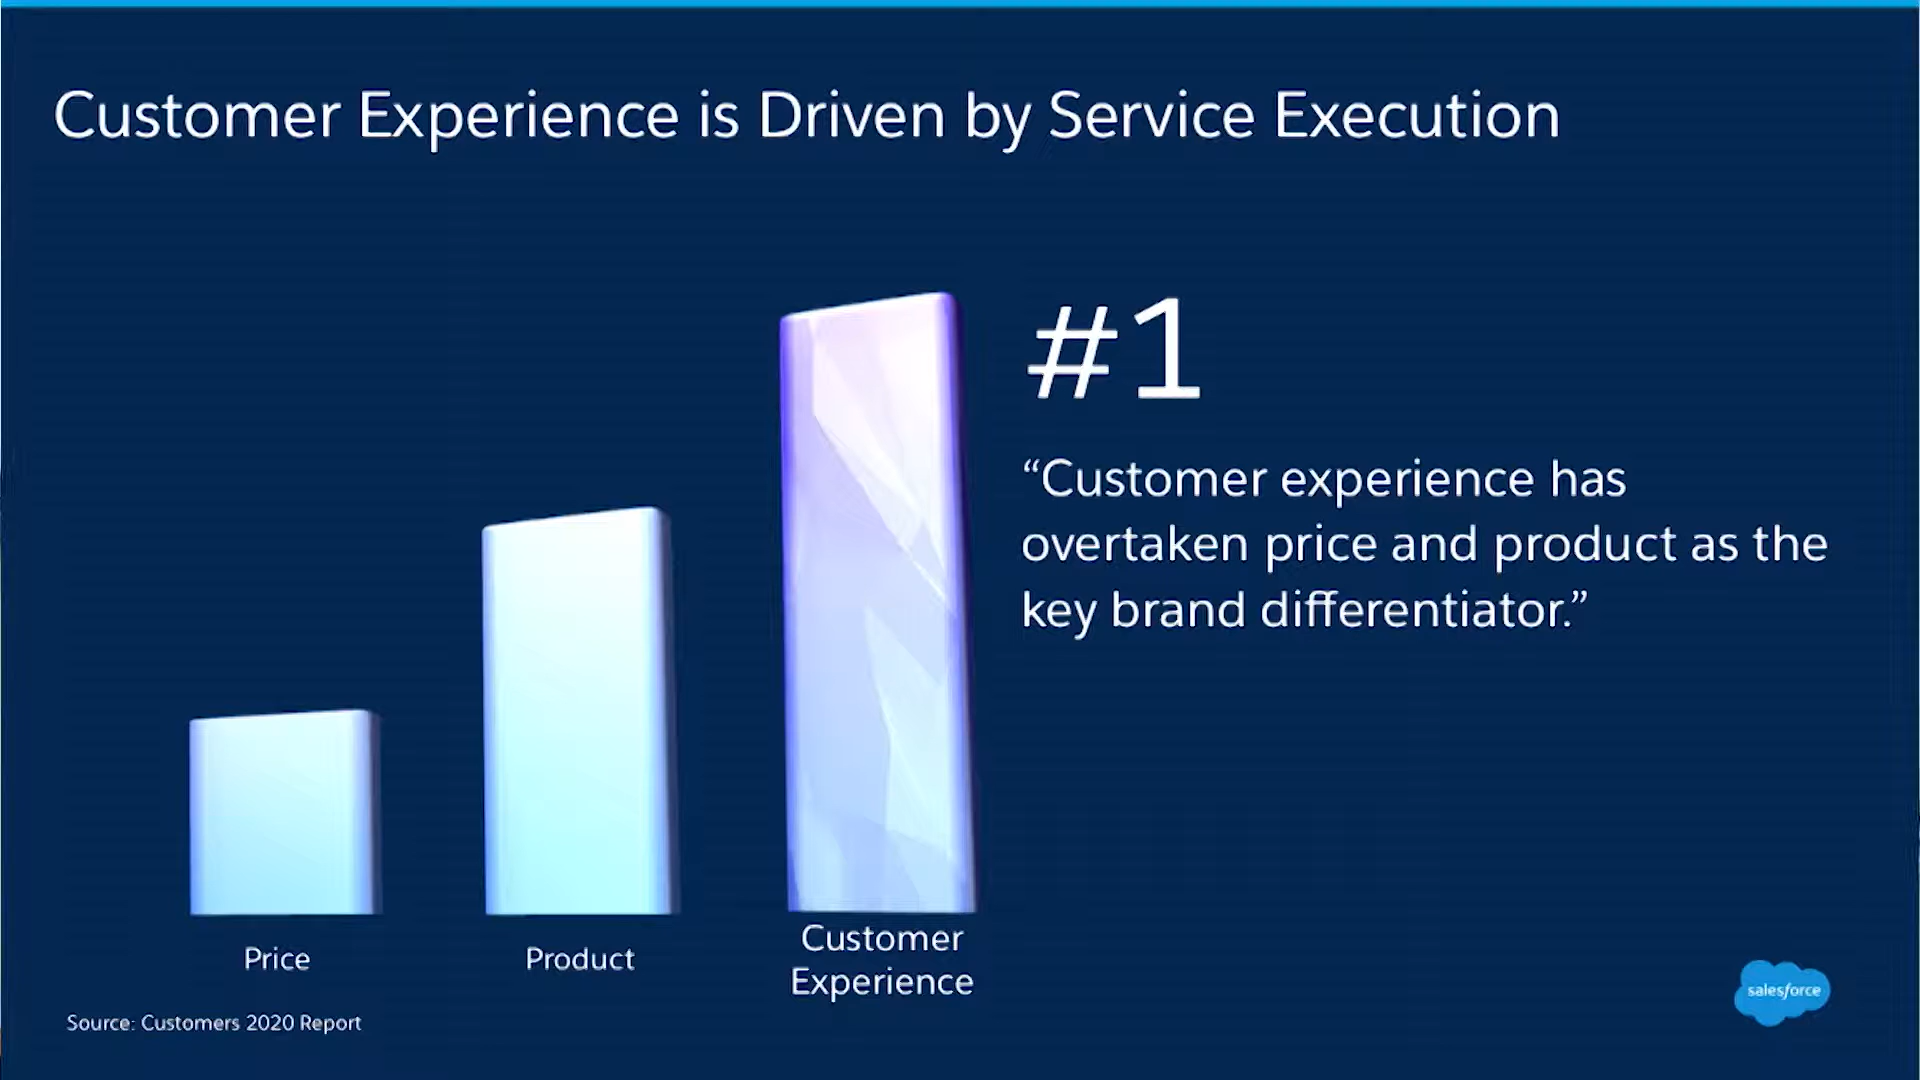 Customer Experience is Driven by Service Execution
#1
“Customer experience has
overtaken price and product as the
key brand differentiator.”
Price
Product
Customer
Experience
Source: Customers 2020 Report
salesforce